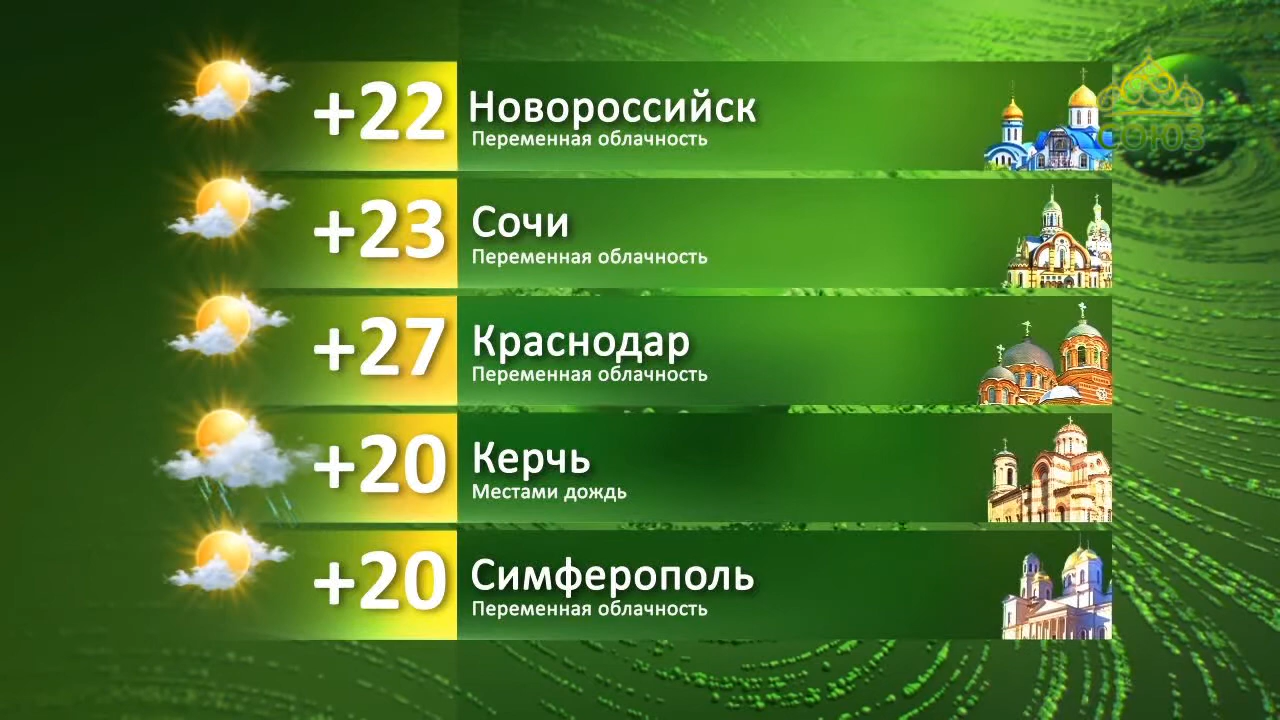 +22
Новороссийск
Переменная облачность
СОЮЗ
+23
Сочи
Переменная облачность
+27
Краснодар
Переменная облачность
+20
Керчь
Местами дождь
+20
Симферополь
Переменная облачность